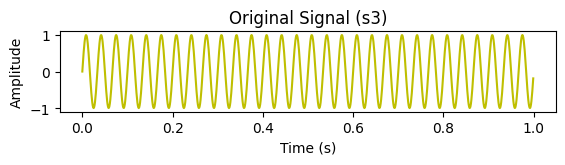 Original Signal (s3)
Amplitude
1
0
−1
0.0 0.2 0.4 0.6 0.8 1.0
Time (s)